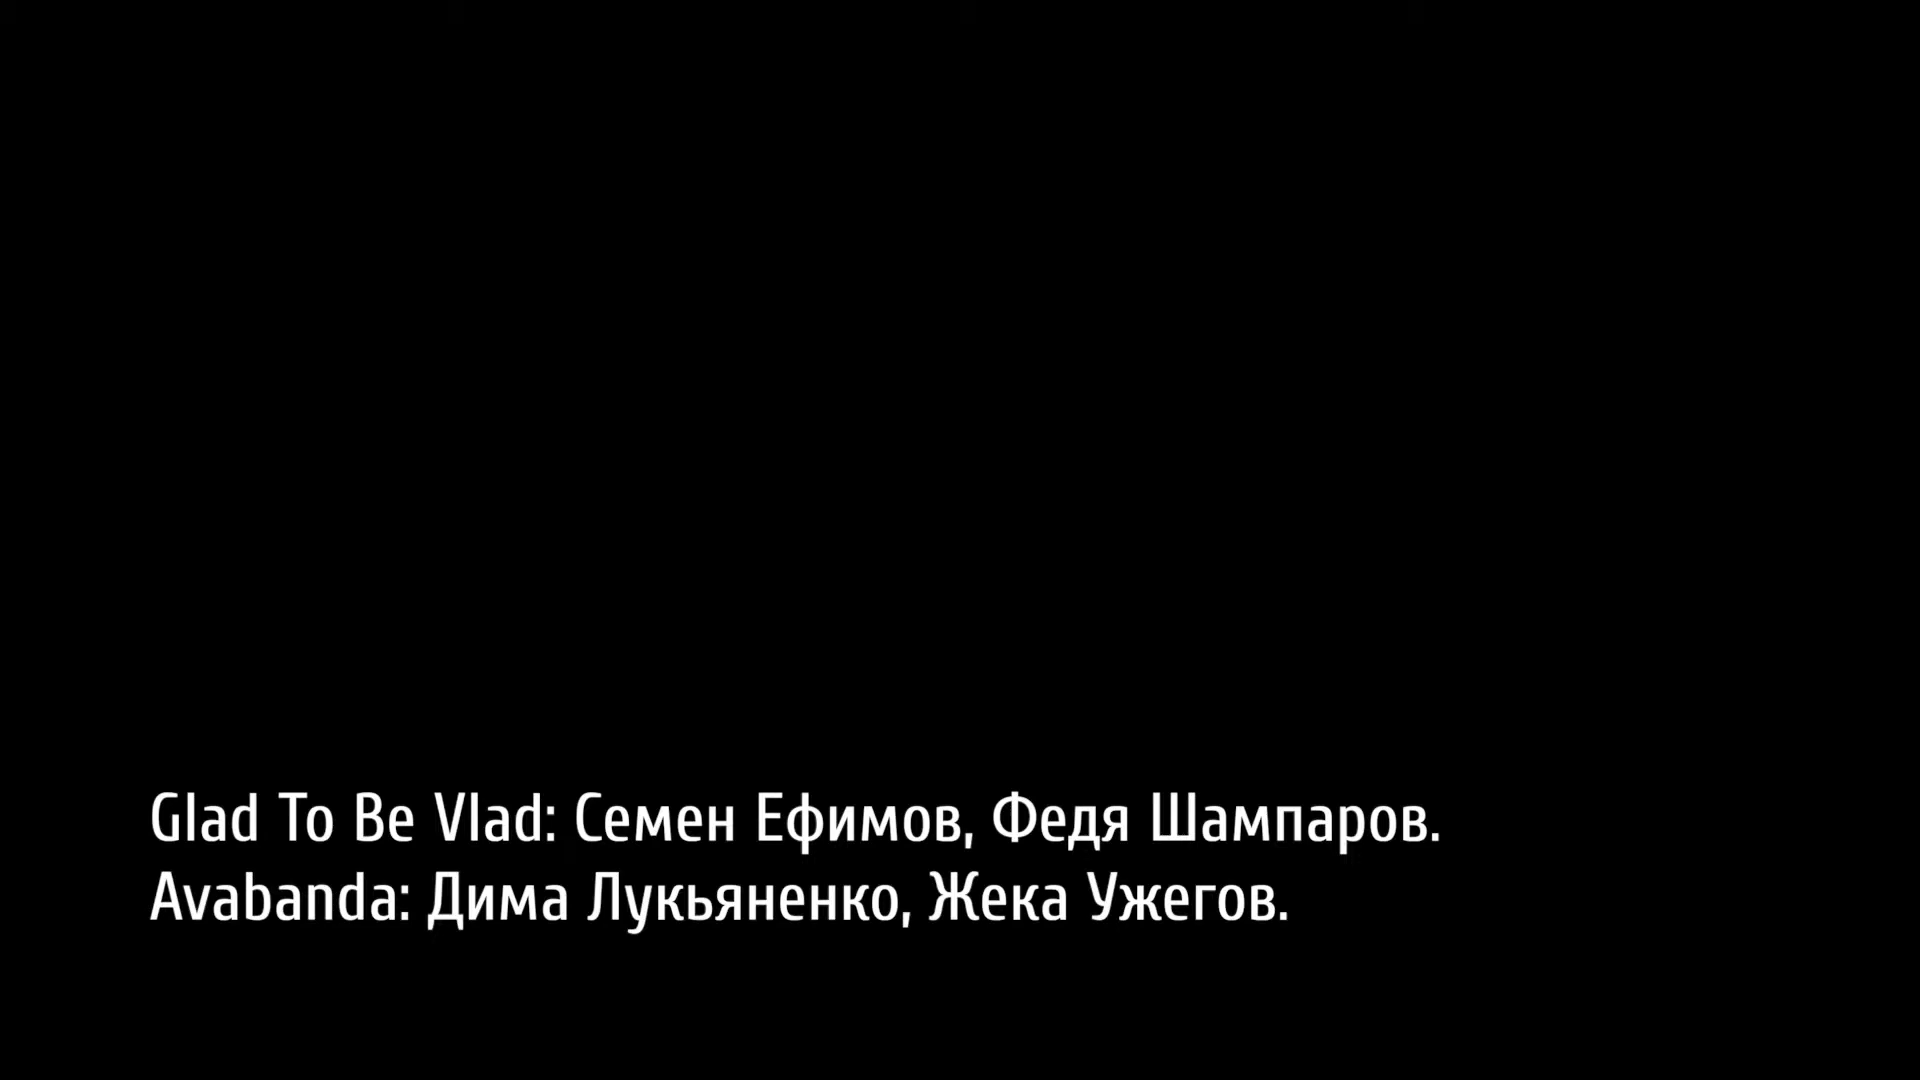 Glad To Be Vlad: Семен Ефимов, Федя Шампаров.
Avabanda: Дима Лукьяненко, Жека Ужегов.